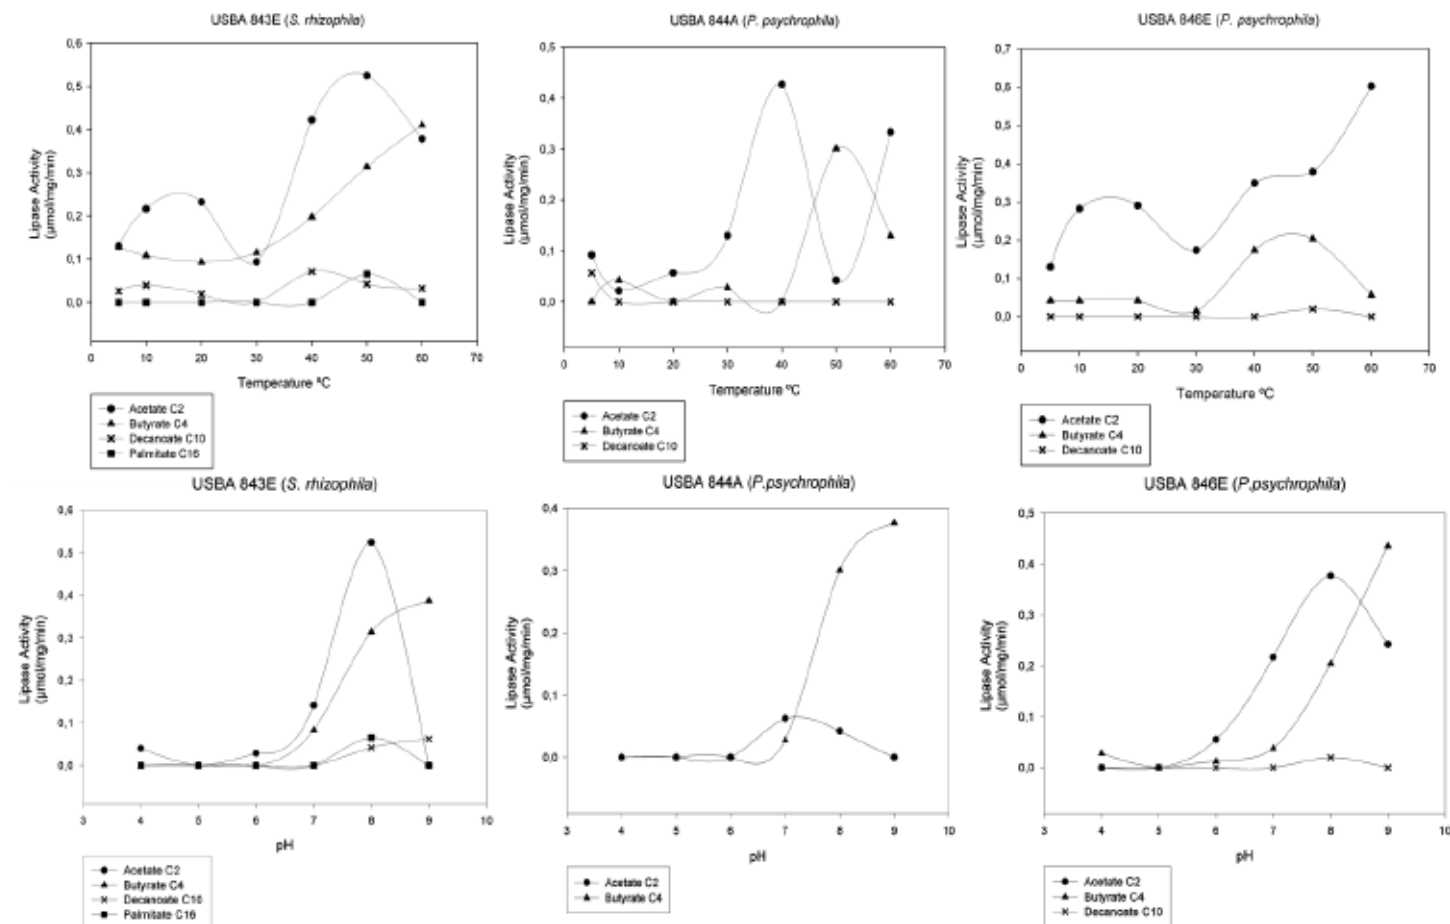 USBA 843E (S. rhizophila)
0,6
0,5
0,4
0,3
0,2
0,1
0,0
Lipase Activity
(µmol/mg/min)
0
10
20
30
40
50
60
70
Temperature ºC
Acetate C2
Butyrate C4
Decanoate C10
Palmitate C16
USBA 844A (P. psychrophila)
0,5
0,4
0,3
0,2
0,1
0,0
Lipase Activity
(µmol/mg/min)
0
10
20
30
40
50
60
70
Temperature ºC
Acetate C2
Butyrate C4
Decanoate C10
USBA 846E (P. psychrophila)
0,7
0,6
0,5
0,4
0,3
0,2
0,1
0,0
Lipase Activity
(µmol/mg/min)
0
10
20
30
40
50
60
70
Temperature ºC
Acetate C2
Butyrate C4
Decanoate C10
USBA 843E (S. rhizophila)
0,6
0,5
0,4
0,3
0,2
0,1
0,0
Lipase Activity
(µmol/mg/min)
3
4
5
6
7
8
9
10
pH
Acetate C2
Butyrate C4
Decanoate C10
Palmitate C16
USBA 844A (P.psychrophila)
0,4
0,3
0,2
0,1
0,0
Lipase Activity
(µmol/mg/min)
3
4
5
6
7
8
9
10
pH
Acetate C2
Butyrate C4
USBA 846E (P.psychrophila)
0,5
0,4
0,3
0,2
0,1
0,0
Lipase Activity
(µmol/mg/min)
3
4
5
6
7
8
9
10
pH
Acetate C2
Butyrate C4
Decanoate C10